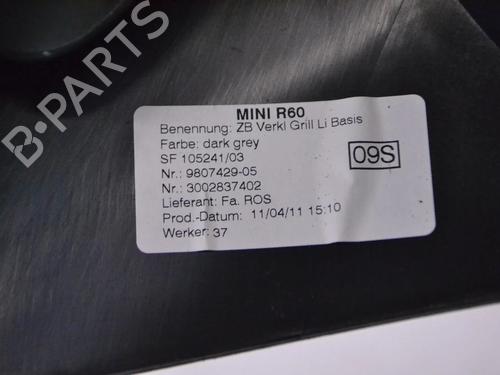 MINI R60
Benennung: ZB Verkl Grill Li Basis
Farbe: dark grey
SF 105241/03
09S
Nr.: 9807429-05
Nr.: 3002837402
Lieferant: Fa. ROS
Prod.-Datum: 11/04/11 15:10
Werker: 37
B-PARTS